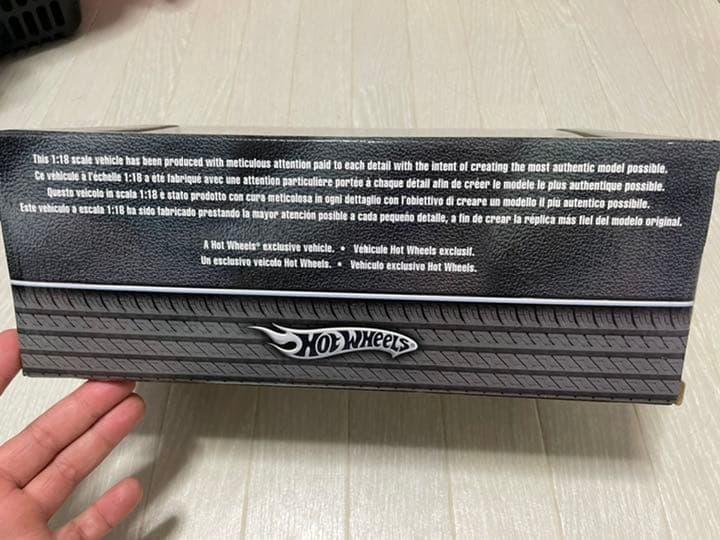 This 1:18 scale vehicle has been produced with meticulous attention paid to each detail with the intent of creating the most authentic model possible.
Ce véhicule à l'échelle 1:18 a été fabriqué avec une attention particulière portée à chaque détail afin de créer le modèle le plus authentique possible.
Questo veicolo in scala 1:18 è stato prodotto con cura meticolosa in ogni dettaglio con l'obiettivo di creare un modello il più autentico possibile.
Este vehículo a escala 1:18 ha sido fabricado prestando la mayor atención posible a cada pequeño detalle, a fin de crear la réplica más fiel del modelo original.
A Hot Wheels® exclusive vehicle. • Véhicule Hot Wheels exclusif.
Un esclusivo veicolo Hot Wheels. • Vehículo exclusivo Hot Wheels.
HOT WHEELS